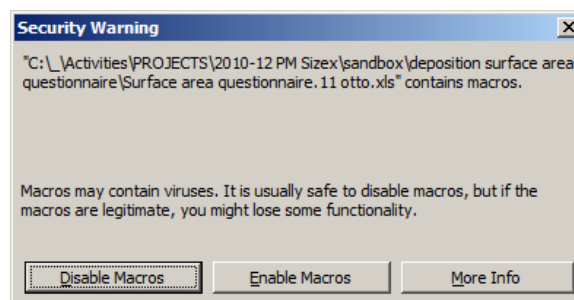 Security Warning
"C:\_\Activities\PROJECTS\2010-12 PM Sizex\sandbox\deposition surface area
questionnaire\Surface area questionnaire.11 otto.xls" contains macros.
Macros may contain viruses. It is usually safe to disable macros, but if the
macros are legitimate, you might lose some functionality.
Disable Macros
Enable Macros
More Info